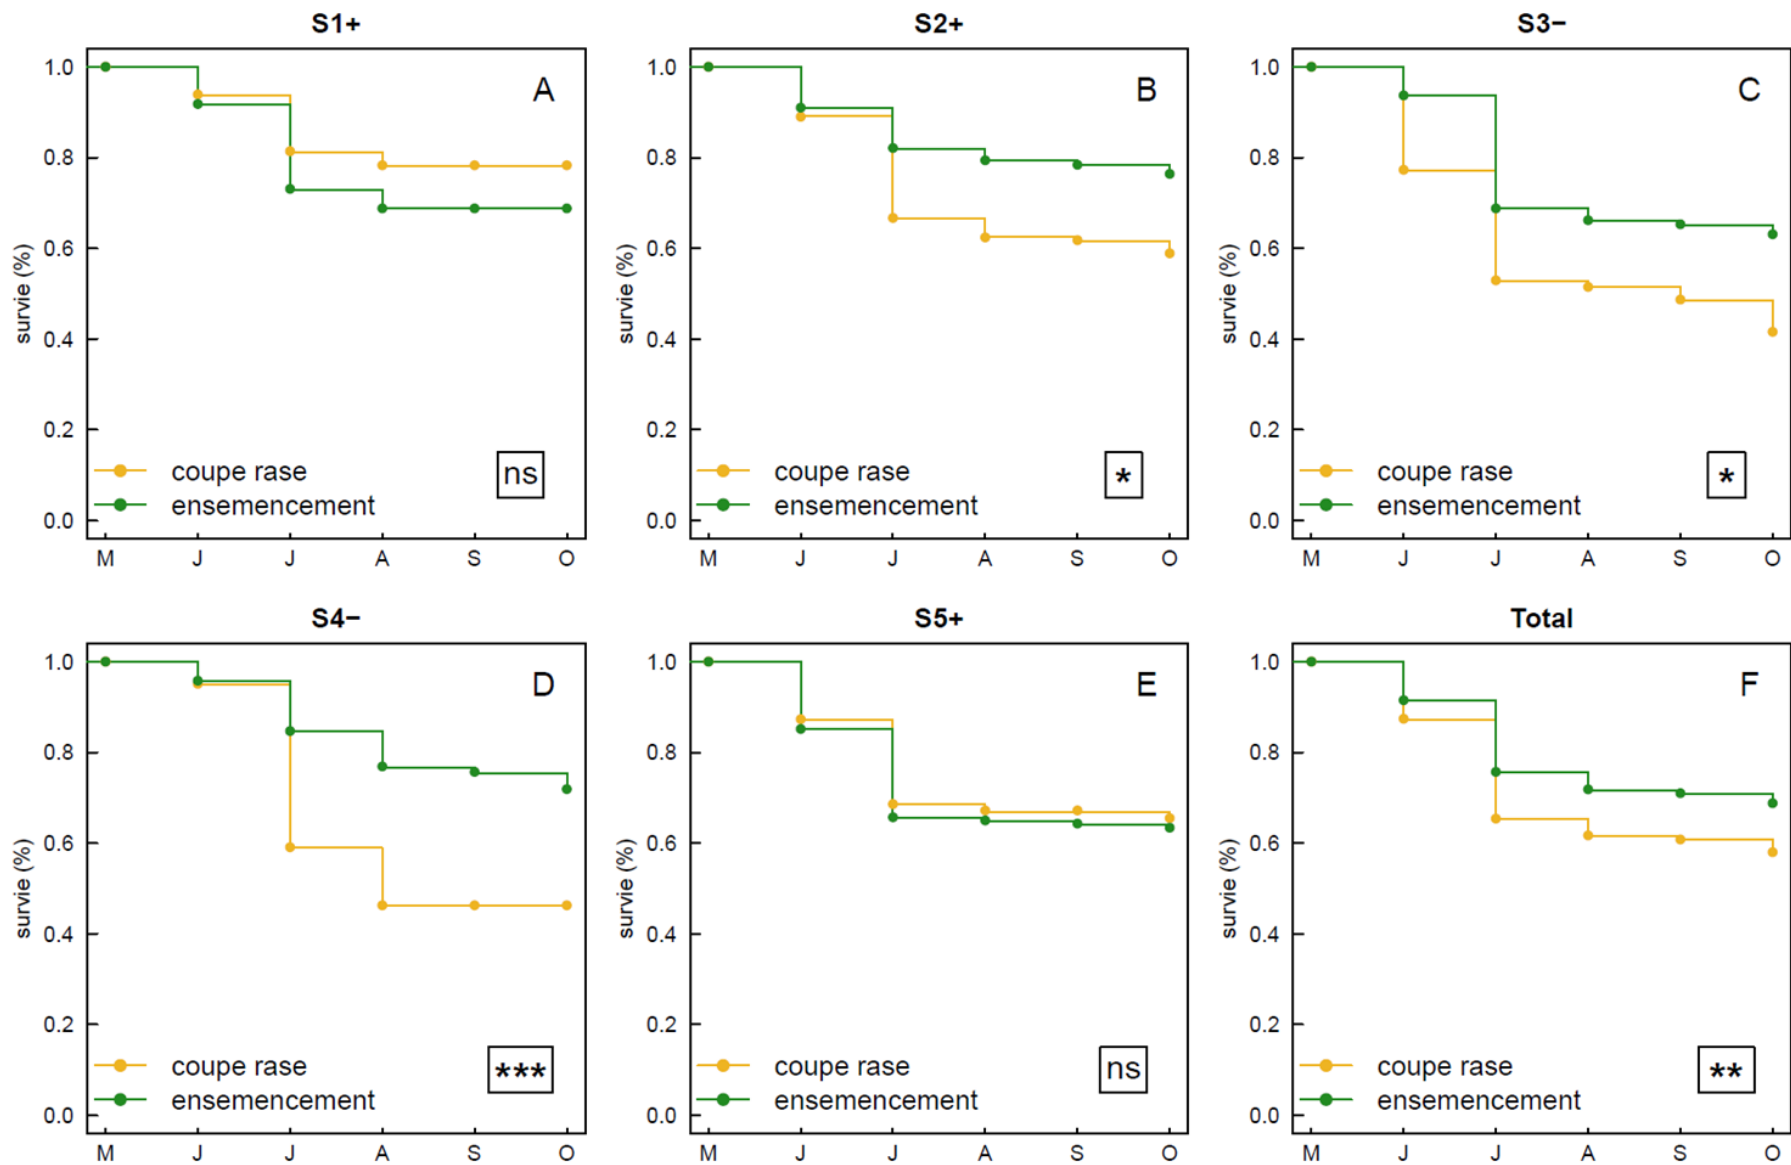 S1+
S2+
S3−
1.0
0.8
0.6
0.4
0.2
0.0
survie (%)
A
coupe rase
ensemencement
ns
M J J A S O
1.0
0.8
0.6
0.4
0.2
0.0
survie (%)
B
coupe rase
ensemencement
*
M J J A S O
1.0
0.8
0.6
0.4
0.2
0.0
survie (%)
C
coupe rase
ensemencement
*
M J J A S O
S4−
S5+
Total
1.0
0.8
0.6
0.4
0.2
0.0
survie (%)
D
coupe rase
ensemencement
***
M J J A S O
1.0
0.8
0.6
0.4
0.2
0.0
survie (%)
E
coupe rase
ensemencement
ns
M J J A S O
1.0
0.8
0.6
0.4
0.2
0.0
survie (%)
F
coupe rase
ensemencement
**
M J J A S O